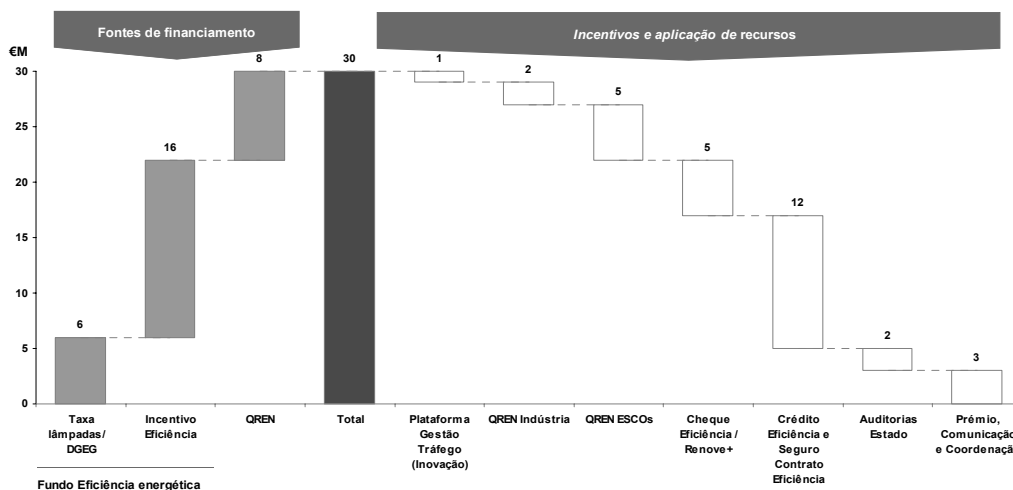 Fontes de financiamento
Incentivos e aplicação de recursos
€M
30
25
20
15
10
5
0
6
16
8
30
1
2
5
5
12
2
3
Taxa
lâmpadas/
DGEG
Incentivo
Eficiência
QREN
Total
Plataforma
Gestão
Tráfego
(Inovação)
QREN Indústria
QREN ESCOs
Cheque
Eficiência /
Renove+
Crédito
Eficiência e
Seguro
Contrato
Eficiência
Auditorias
Estado
Prémio,
Comunicação
e Coordenaçã
Fundo Eficiência energética